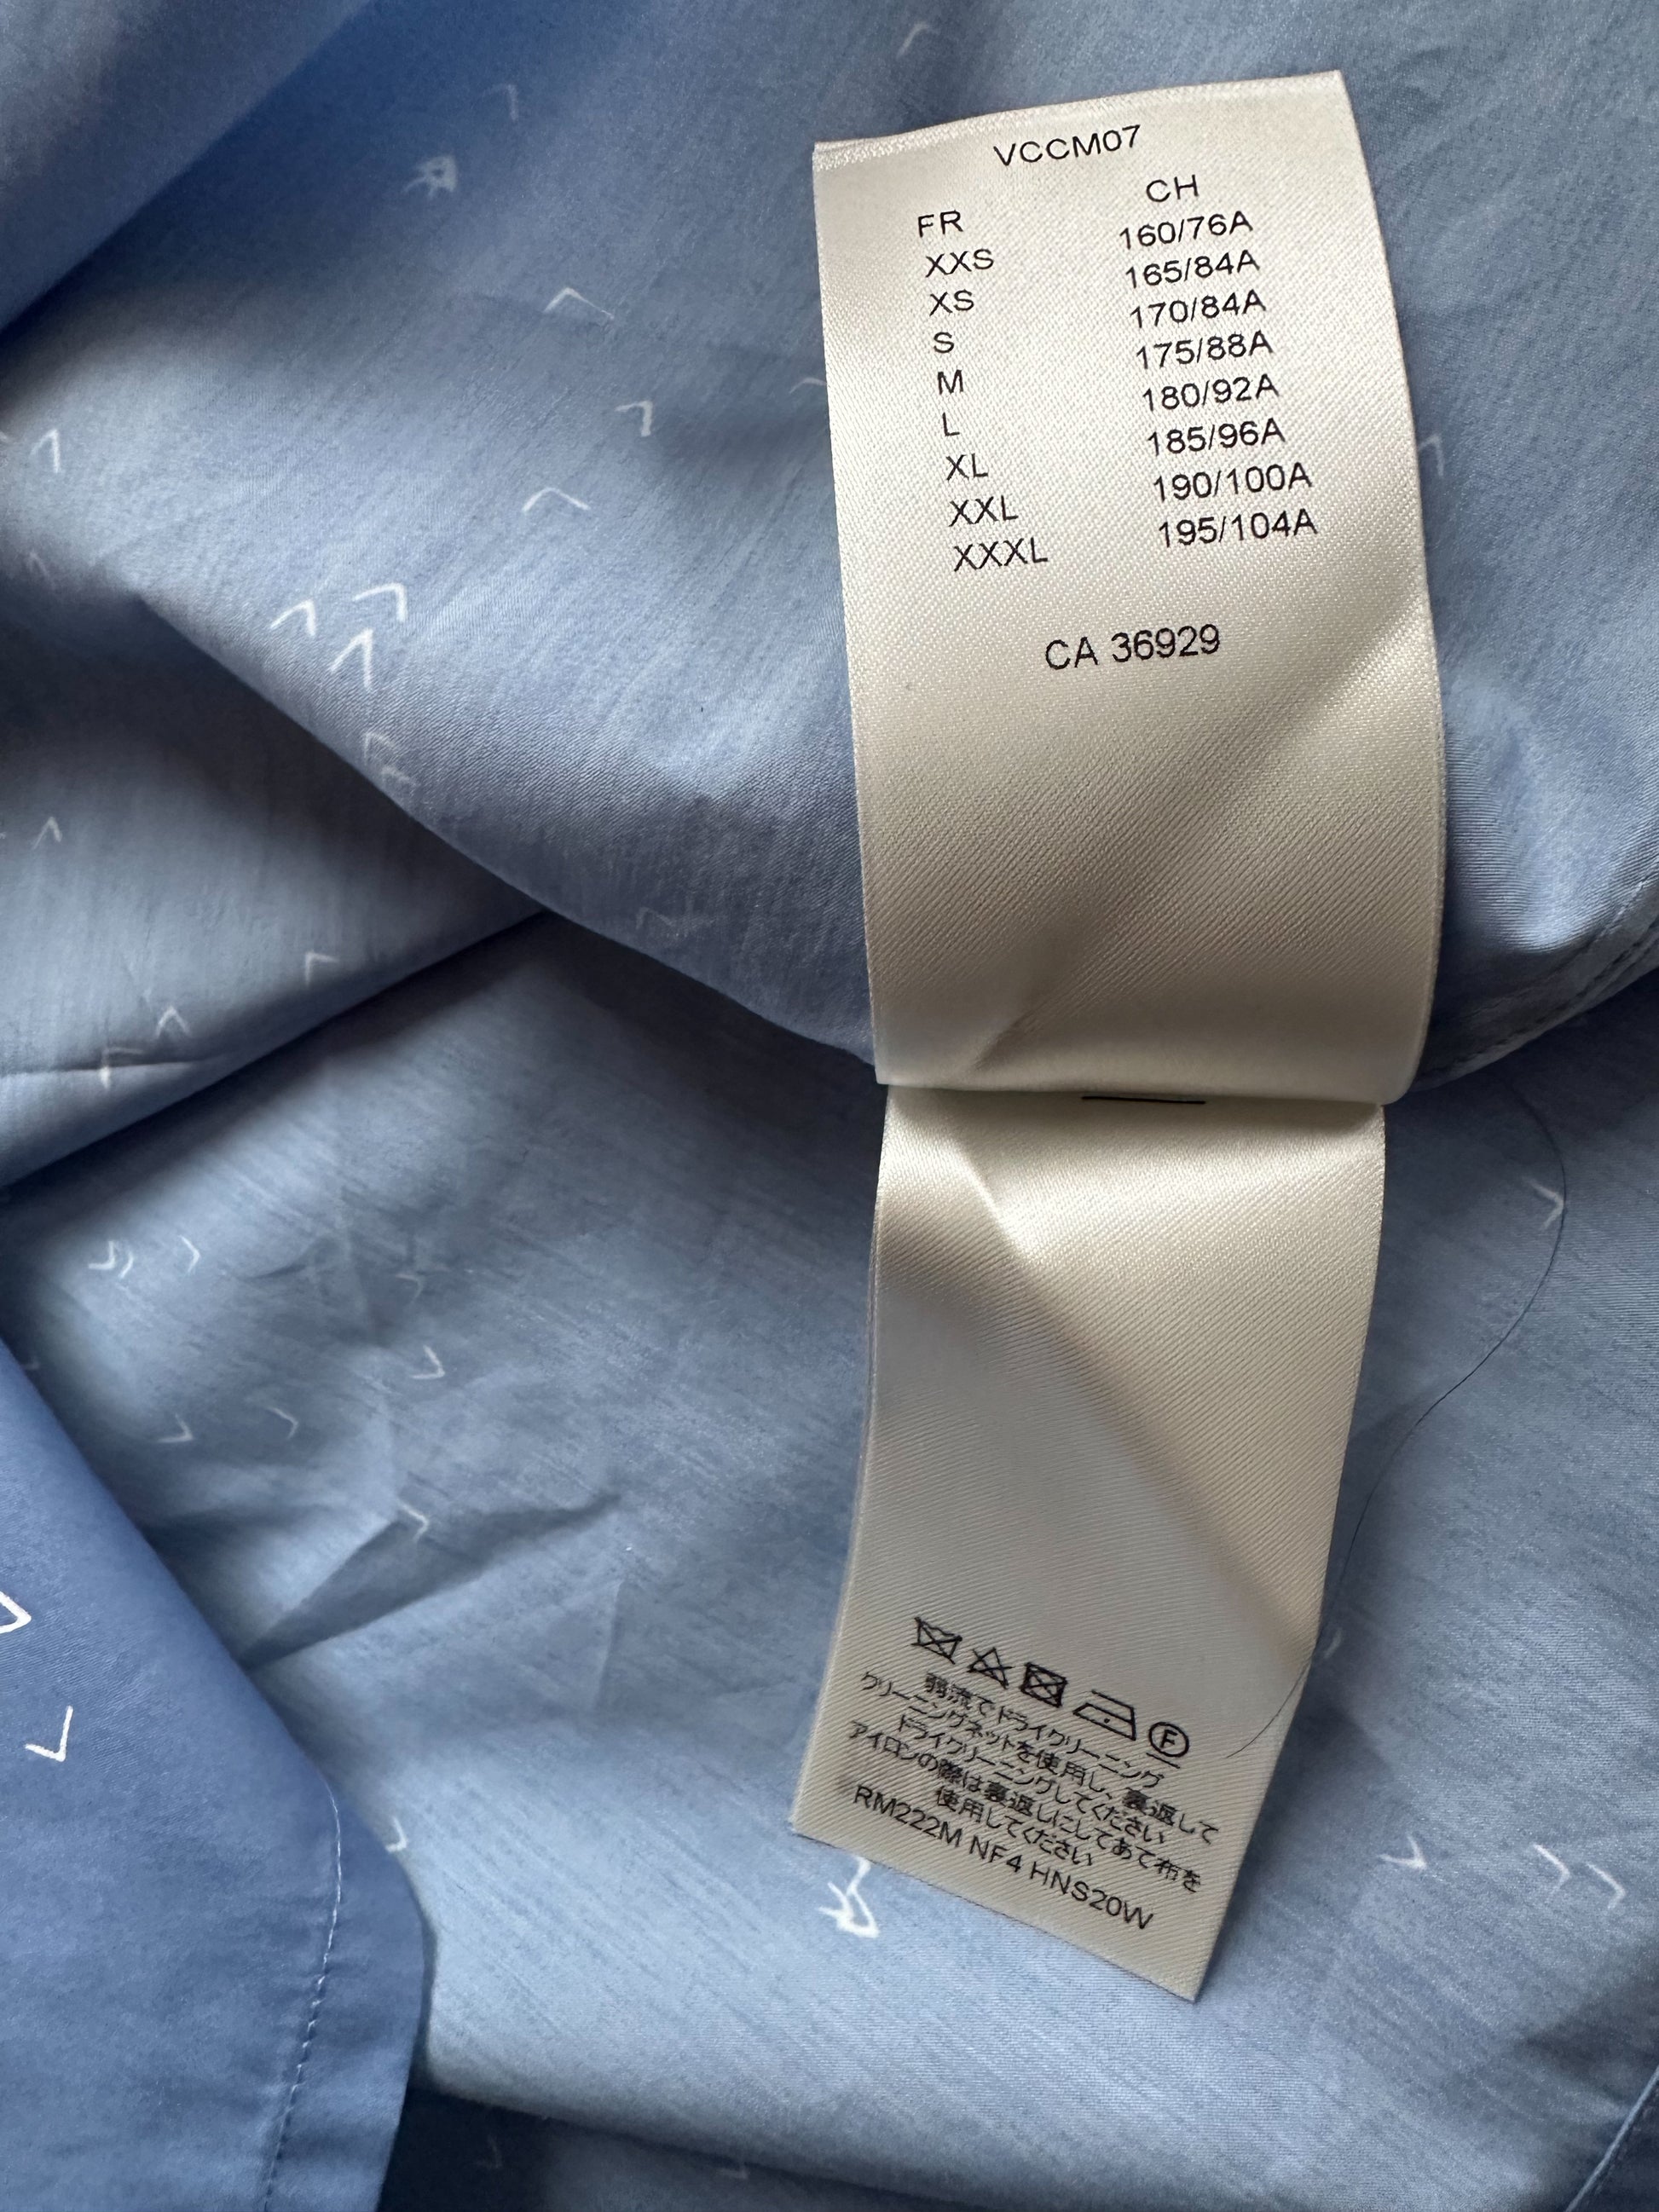 VCCM07
FR CH
XXS 160/76A
XS 165/84A
S 170/84A
M 175/88A
L 180/92A
XL 185/96A
XXL 190/100A
XXXL 195/104A
CA 36929
F
弱流でドライクリーニング
クリーニングネットを使用し、裏返して
ドライクリーニングしてください
アイロンの際は裏返しにしてあて布を
使用してください
RM222M NF4 HNS20W